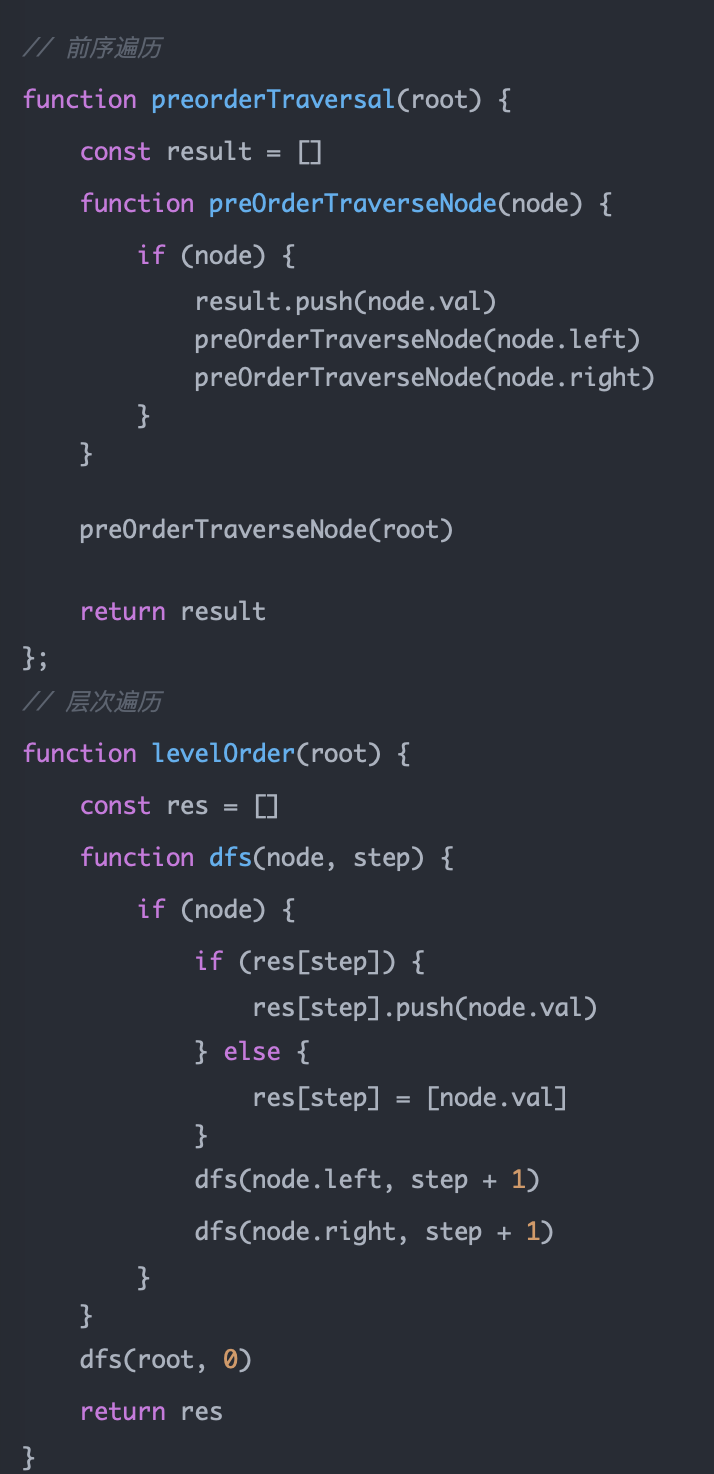 // 前序遍历
function preorderTraversal(root) {
    const result = []
    function preOrderTraverseNode(node) {
        if (node) {
            result.push(node.val)
            preOrderTraverseNode(node.left)
            preOrderTraverseNode(node.right)
        }
    }
    preOrderTraverseNode(root)
    return result
};
// 层次遍历
function levelOrder(root) {
    const res = []
    function dfs(node, step) {
        if (node) {
            if (res[step]) {
                res[step].push(node.val)
            } else {
                res[step] = [node.val]
            }
            dfs(node.left, step + 1)
            dfs(node.right, step + 1)
        }
    }
    dfs(root, 0)
    return res
}